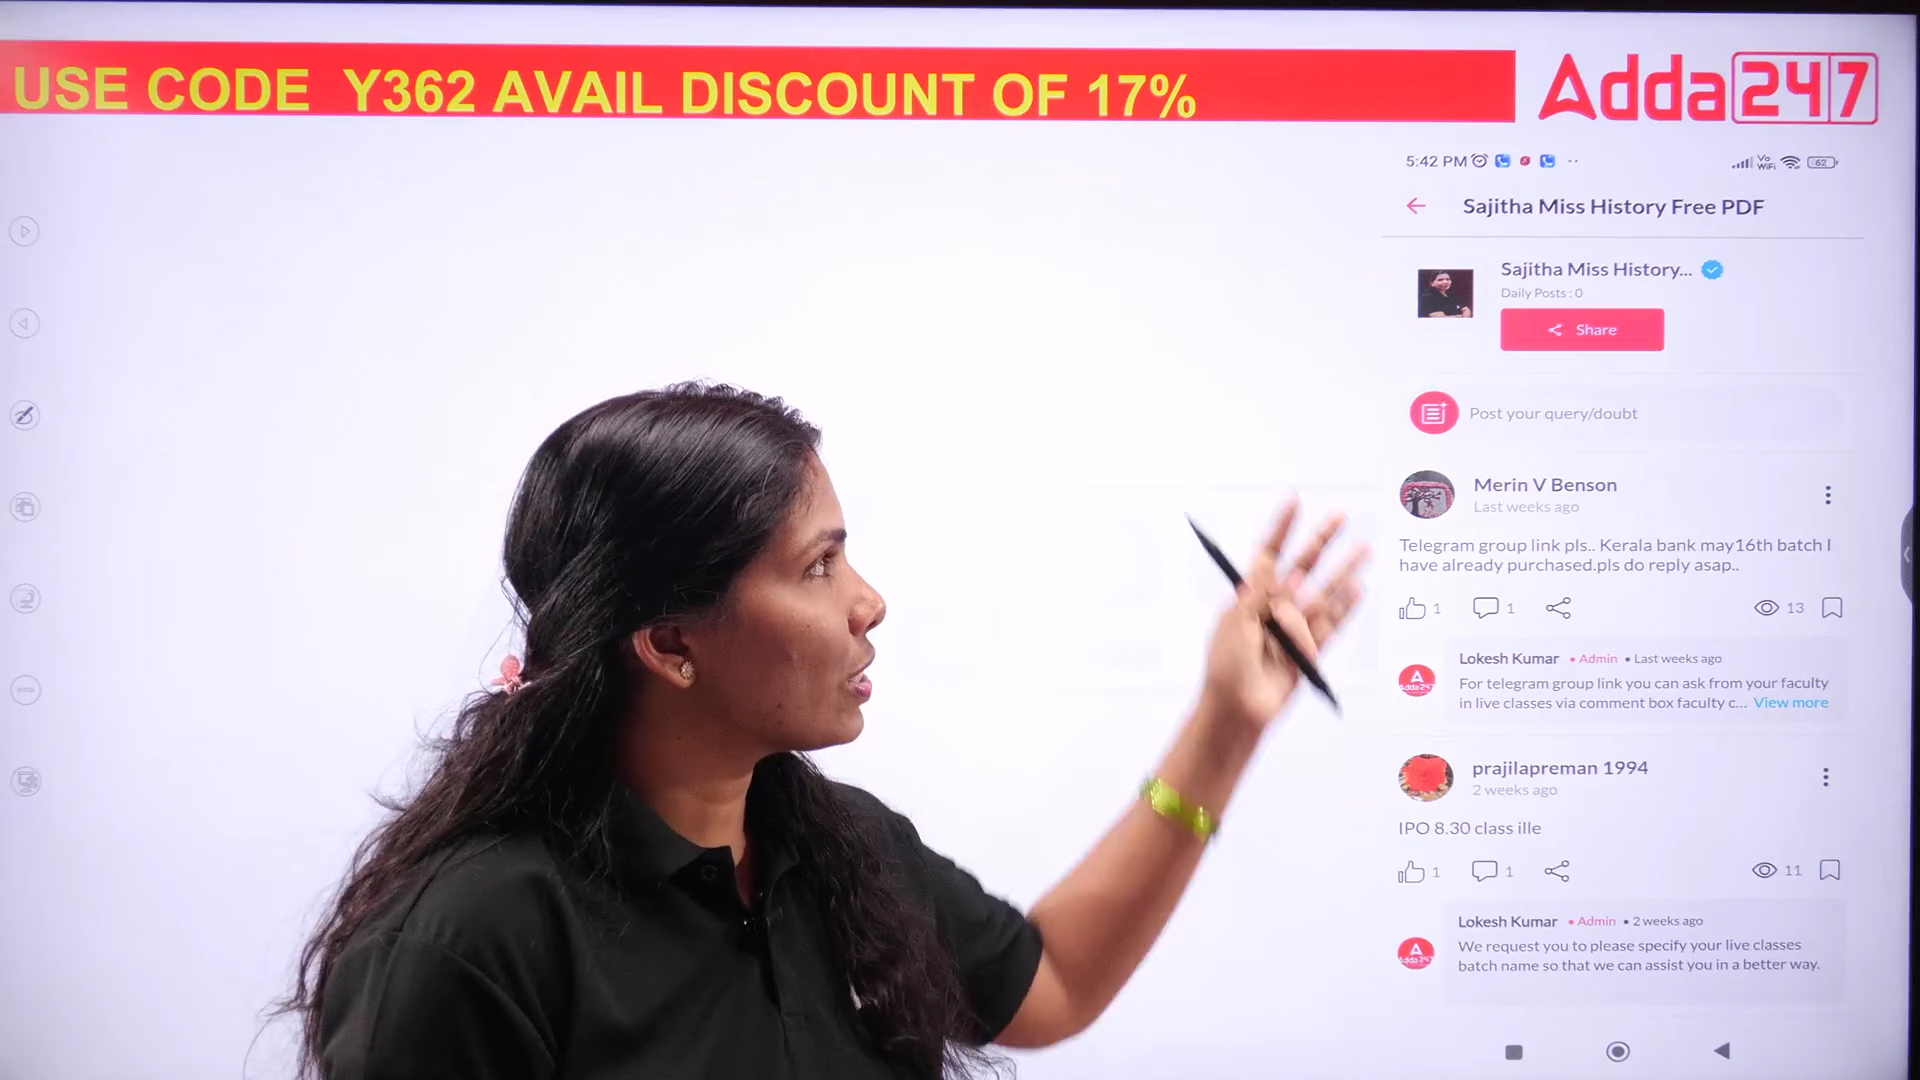 USE CODE Y362 AVAIL DISCOUNT OF 17%
Adda247
5:42 PM
Vo
WiFi
62
Sajitha Miss History Free PDF
Sajitha Miss History...
Daily Posts : 0
Share
Post your query/doubt
Merin V Benson
Last weeks ago
Telegram group link pls.. Kerala bank may16th batch I
have already purchased.pls do reply asap..
1 1 13
Lokesh Kumar • Admin • Last weeks ago
For telegram group link you can ask from your faculty
in live classes via comment box faculty c... View more
Adda247
prajilapreman 1994
2 weeks ago
IPO 8.30 class ille
1 1 11
Lokesh Kumar • Admin • 2 weeks ago
We request you to please specify your live classes
batch name so that we can assist you in a better way.
Adda247